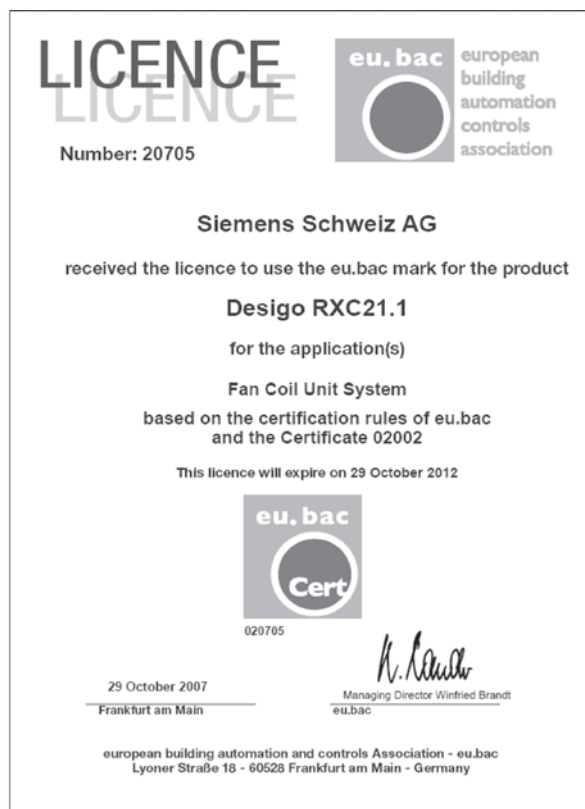 LICENCE
LICENCE
eu.bac
european
building
automation
controls
association
Number: 20705
Siemens Schweiz AG
received the licence to use the eu.bac mark for the product
Desigo RXC21.1
for the application(s)
Fan Coil Unit System
based on the certification rules of eu.bac
and the Certificate 02002
This licence will expire on 29 October 2012
eu.bac
Cert
020705
29 October 2007
Managing Director Winfried Brandt
Frankfurt am Main
eu.bac
european building automation and controls Association - eu.bac
Lyoner Straße 18 - 60528 Frankfurt am Main - Germany